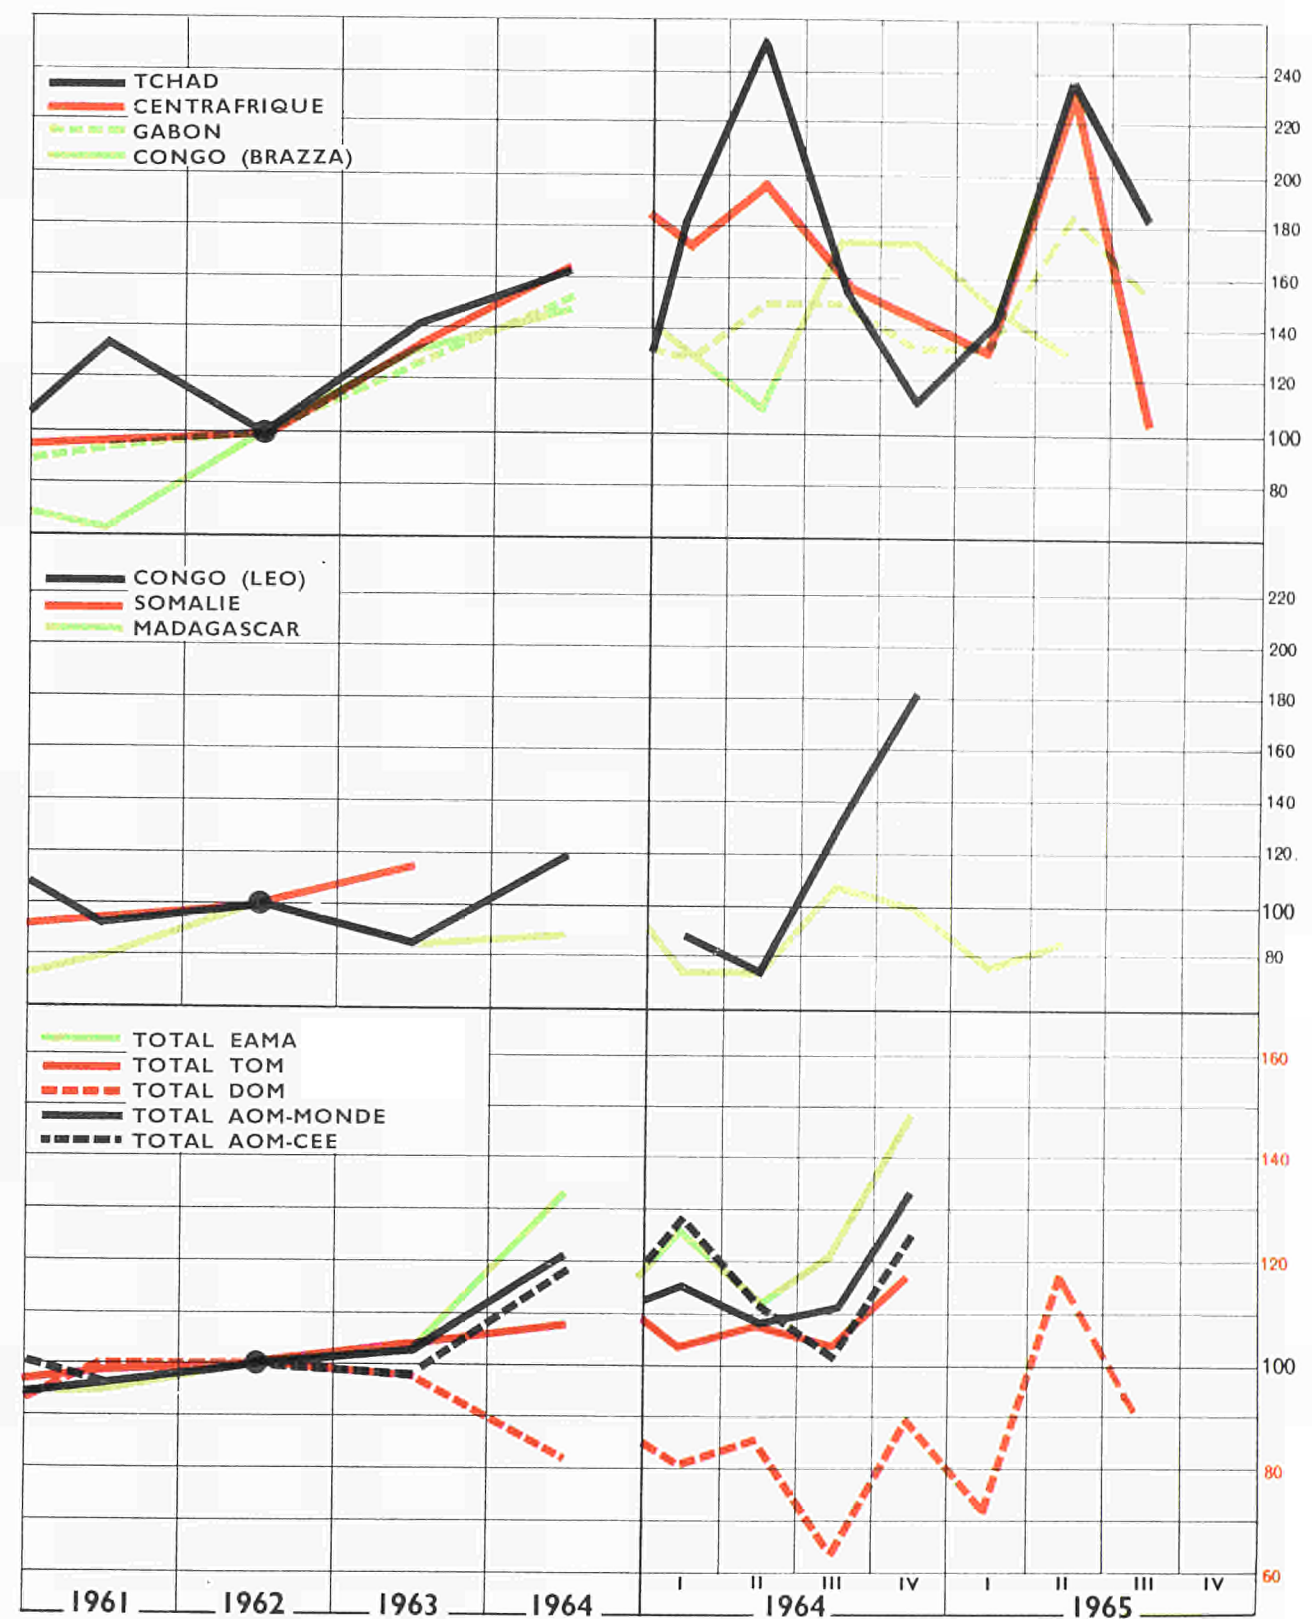 TCHAD
CENTRAFRIQUE
GABON
CONGO (BRAZZA)
240
220
200
180
160
140
120
100
80
CONGO (LEO)
SOMALIE
MADAGASCAR
220
200
180
160
140
120
100
80
TOTAL EAMA
TOTAL TOM
TOTAL DOM
TOTAL AOM-MONDE
TOTAL AOM-CEE
160
140
120
100
80
60
I II III IV I II III IV
1961 1962 1963 1964 1964 1965